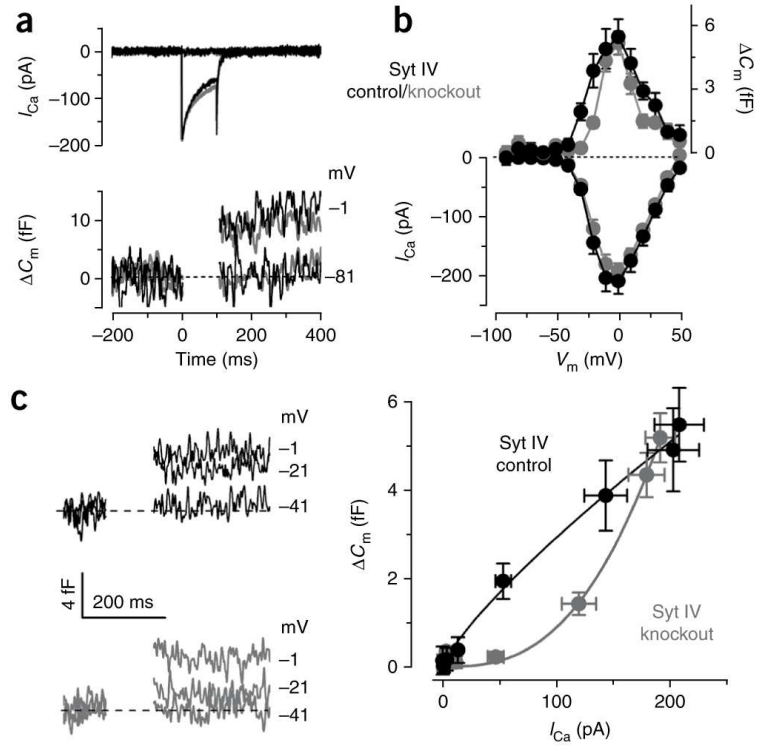 a
I_Ca (pA)
0
−100
−200
mV
−1
−81
ΔC_m (fF)
10
0
−200 0 200 400
Time (ms)
b
Syt IV
control/knockout
6
3
0
ΔC_m (fF)
I_Ca (pA)
0
−100
−200
−100 −50 0 50
V_m (mV)
c
mV
−1
−21
−41
4 fF
200 ms
mV
−1
−21
−41
ΔC_m (fF)
6
4
2
0
Syt IV
control
Syt IV
knockout
0 100 200
I_Ca (pA)